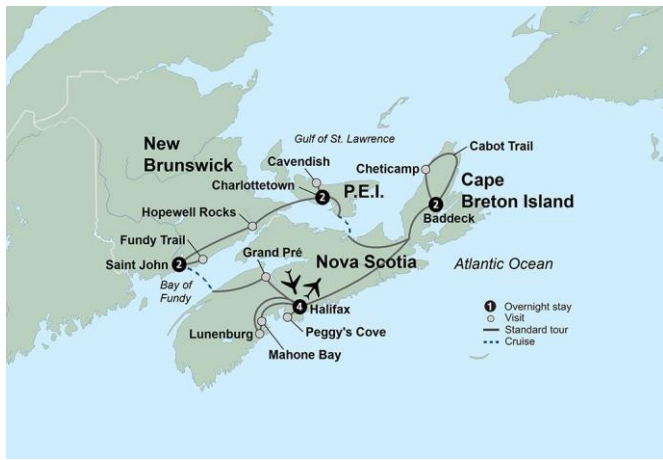 Gulf of St. Lawrence
New
Brunswick
Cabot Trail
Cavendish
Cheticamp
Charlottetown
2
P.E.I.
Cape
Breton Island
2
Baddeck
Hopewell Rocks
Fundy Trail
Grand Pré
Saint John
2
Nova Scotia
Atlantic Ocean
Bay of
Fundy
4
Halifax
Lunenburg
Peggy's Cove
Mahone Bay
1 Overnight stay
Visit
Standard tour
Cruise